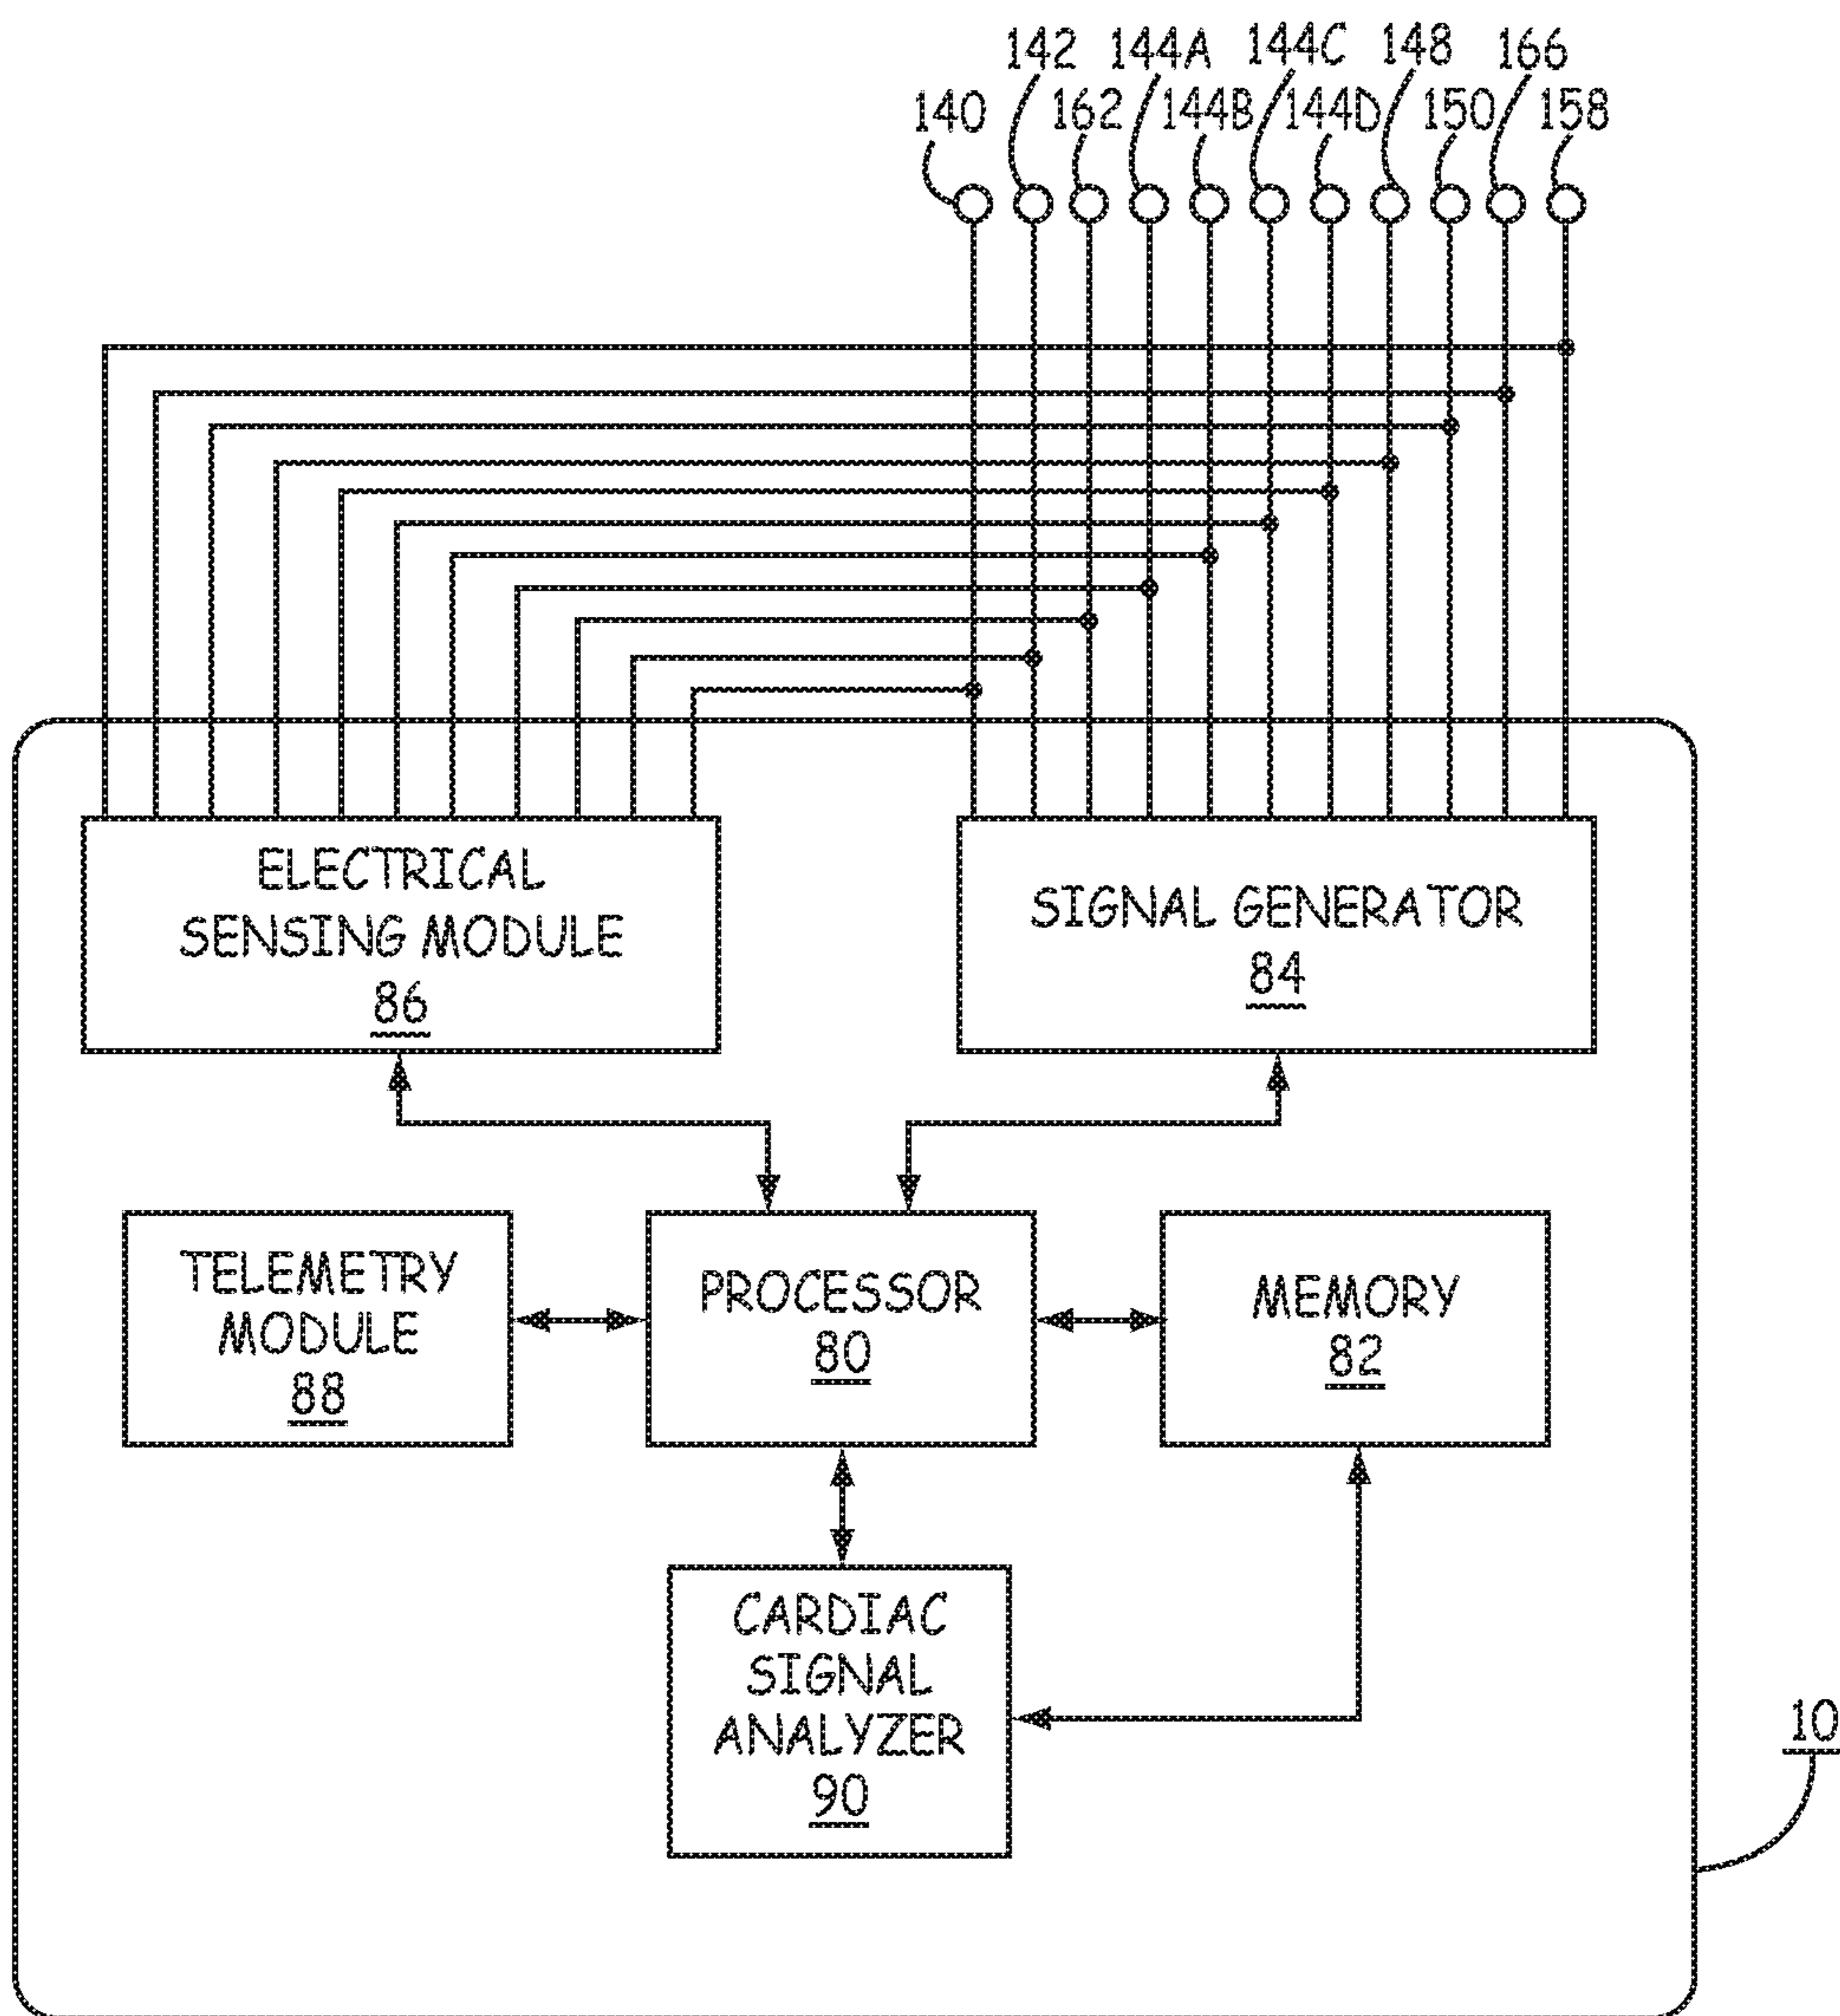 142 144A 144C 148 166
140 162 144B 144D 150 158
ELECTRICAL
SENSING MODULE
86
SIGNAL GENERATOR
84
TELEMETRY
MODULE
88
PROCESSOR
80
MEMORY
82
CARDIAC
SIGNAL
ANALYZER
90
10